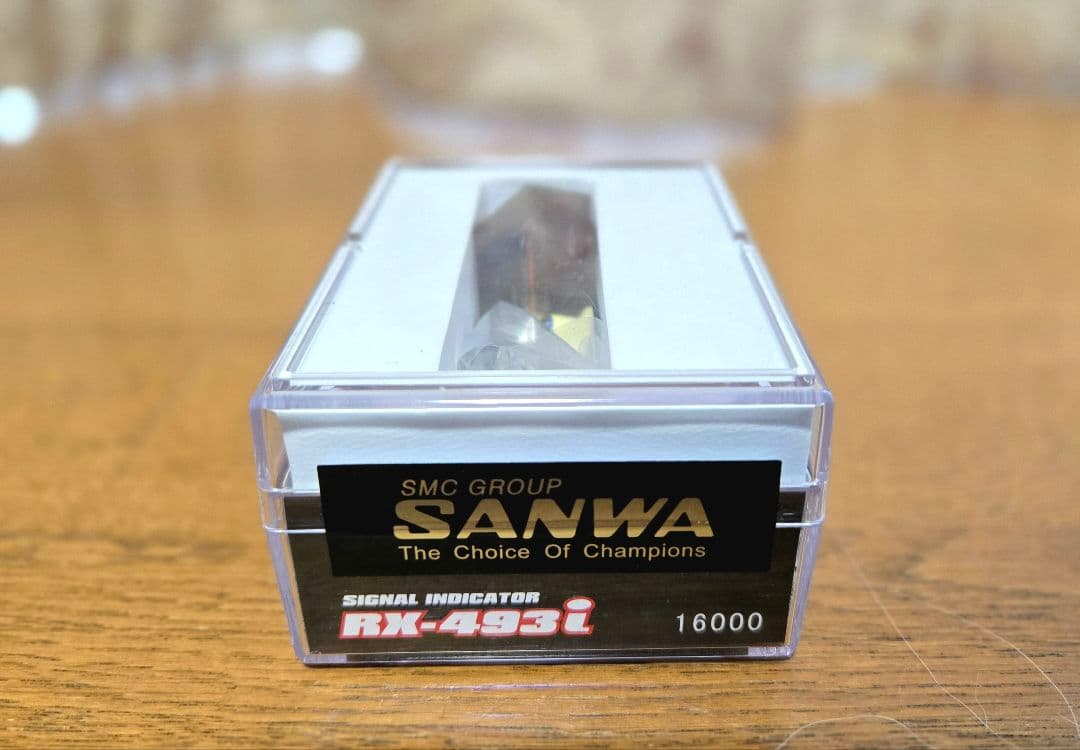 SMC GROUP
SANWA
The Choice Of Champions
SIGNAL INDICATOR
RX-493i
16000